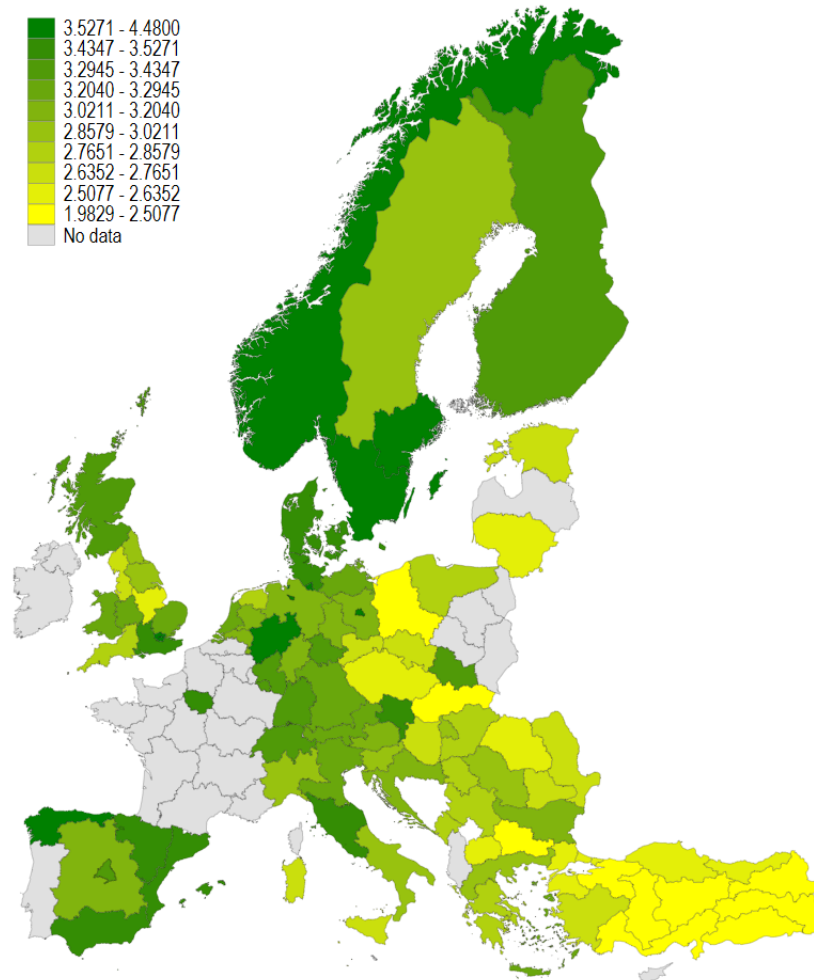 3.5271 - 4.4800
3.4347 - 3.5271
3.2945 - 3.4347
3.2040 - 3.2945
3.0211 - 3.2040
2.8579 - 3.0211
2.7651 - 2.8579
2.6352 - 2.7651
2.5077 - 2.6352
1.9829 - 2.5077
No data